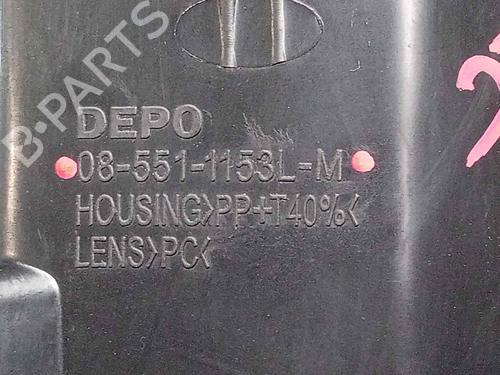 B-PARTS
DEPO
08-551-1153L-M
HOUSING>PP+T40%<
LENS>PC<